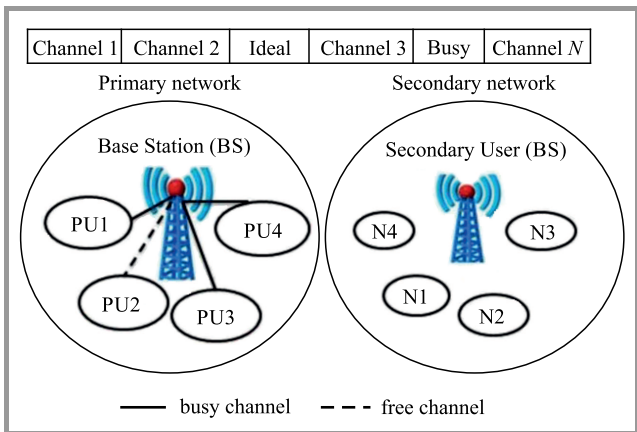 Channel 1 Channel 2 Ideal Channel 3 Busy Channel N
Primary network Secondary network
Base Station (BS)
Secondary User (BS)
PU1
PU4
PU2
PU3
N4
N3
N1
N2
busy channel free channel